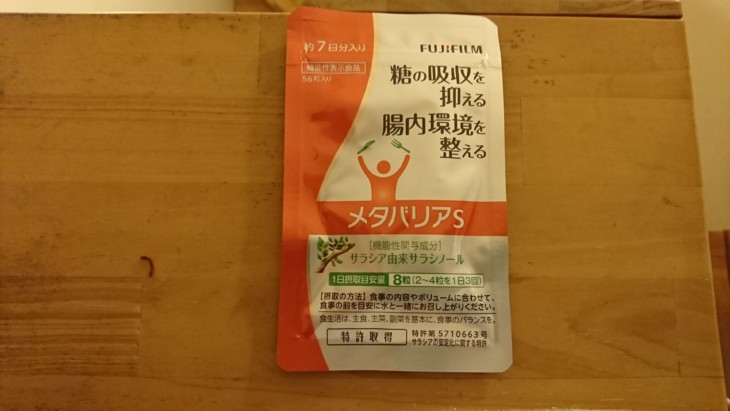 約7日分入り
FUJIFILM
機能性表示食品
56粒入り
糖の吸収を
抑える
腸内環境を
整える
メタバリアS
[機能性関与成分]
サラシア由来サラシノール
1日摂取目安量 8粒(2〜4粒を1日3回)
【摂取の方法】食事の内容やボリュームに合わせて、
食事の前を目安に水と一緒にお召し上がりください。
食生活は、主食、主菜、副菜を基本に、食事のバランスを。
特許取得
特許第5710663号
サラシアの安定化に関する特許